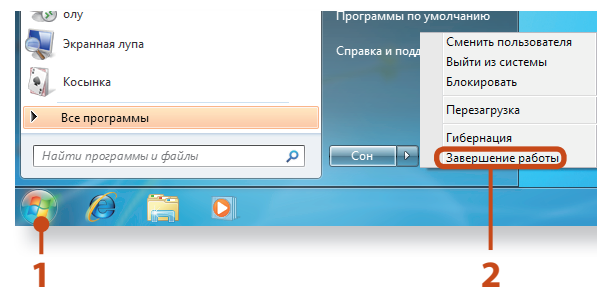 олу
Экранная лупа
Косынка
Все программы
Найти программы и файлы
Программы по умолчанию
Справка и подд
Сон
Сменить пользователя
Выйти из системы
Блокировать
Перезагрузка
Гибернация
Завершение работы
1
2